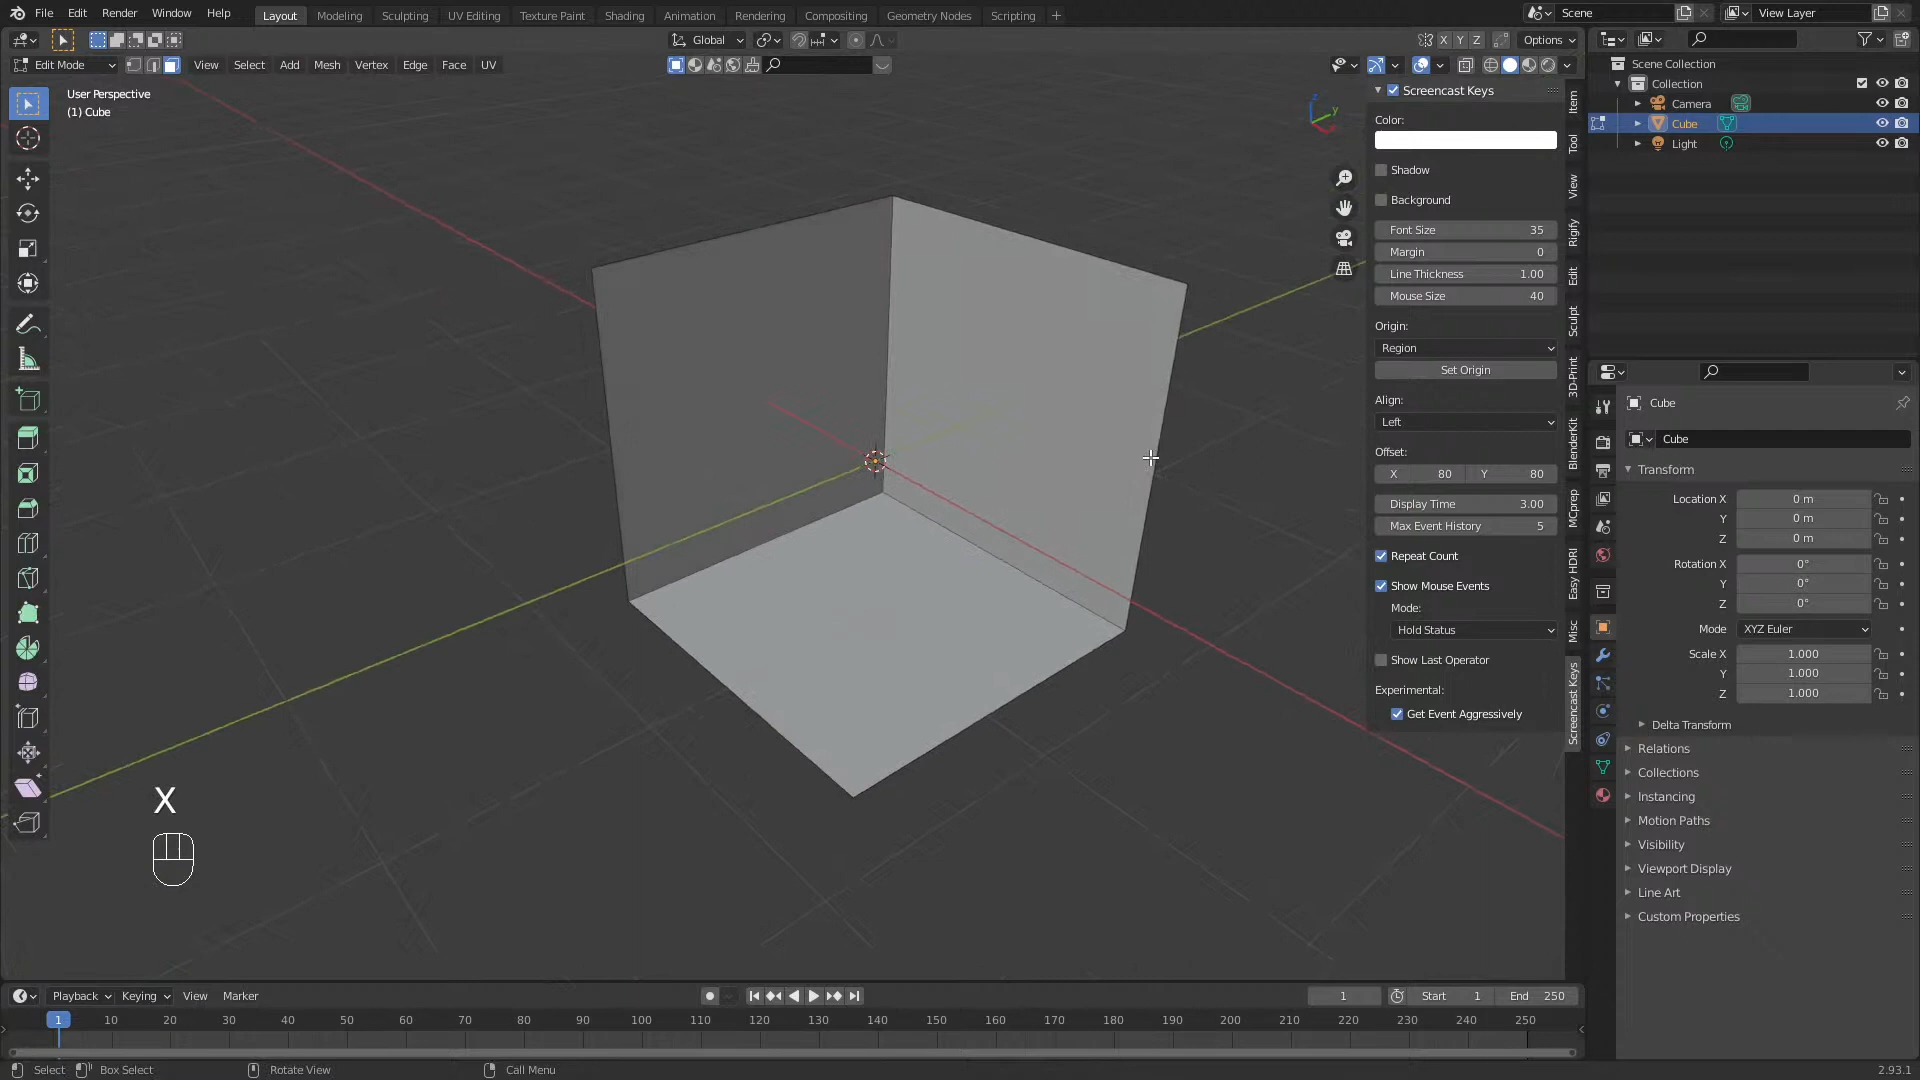 File Edit Render Window Help Layout Modeling Sculpting UV Editing Texture Paint Shading Animation Rendering Compositing Geometry Nodes Scripting + Scene View Layer
Global X Y Z Options
Edit Mode View Select Add Mesh Vertex Edge Face UV
User Perspective
(1) Cube
Screencast Keys
Color:
Shadow
Background
Font Size 35
Margin 0
Line Thickness 1.00
Mouse Size 40
Origin:
Region
Set Origin
Align:
Left
Offset:
X 80 Y 80
Display Time 3.00
Max Event History 5
Repeat Count
Show Mouse Events
Mode:
Hold Status
Show Last Operator
Experimental:
Get Event Aggressively
Item
Tool
View
Rigify
Edit
Sculpt
3D-Print
BlenderKit
MCprep
Easy HDRI
Misc
Screencast Keys
Z
Y
X
Scene Collection
Collection
Camera
Cube
Light
Cube
Cube
Transform
Location X 0 m
Y 0 m
Z 0 m
Rotation X 0°
Y 0°
Z 0°
Mode XYZ Euler
Scale X 1.000
Y 1.000
Z 1.000
Delta Transform
Relations
Collections
Instancing
Motion Paths
Visibility
Viewport Display
Line Art
Custom Properties
Playback Keying View Marker 1 Start 1 End 250
1 10 20 30 40 50 60 70 80 90 100 110 120 130 140 150 160 170 180 190 200 210 220 230 240 250
Select Box Select Rotate View Call Menu 2.93.1